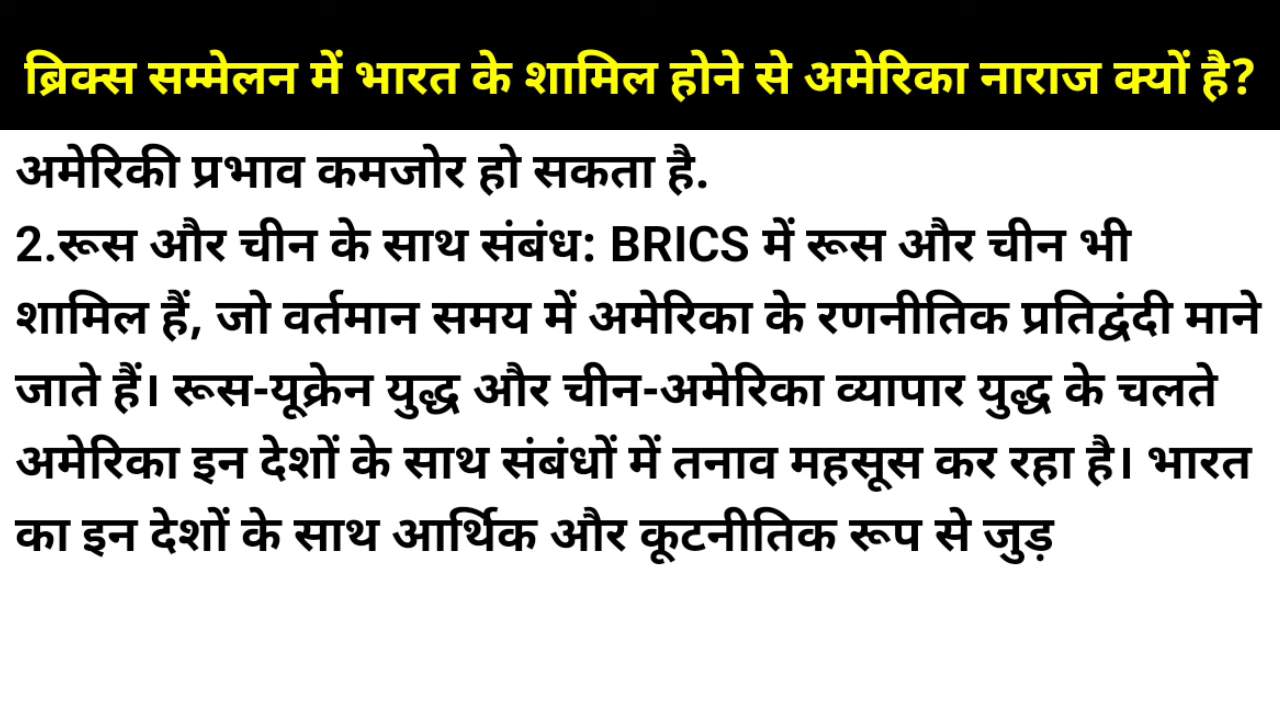 ब्रिक्स सम्मेलन में भारत के शामिल होने से अमेरिका नाराज क्यों है?
अमेरिकी प्रभाव कमजोर हो सकता है.
2.रूस और चीन के साथ संबंध: BRICS में रूस और चीन भी
शामिल हैं, जो वर्तमान समय में अमेरिका के रणनीतिक प्रतिद्वंदी माने
जाते हैं। रूस-यूक्रेन युद्ध और चीन-अमेरिका व्यापार युद्ध के चलते
अमेरिका इन देशों के साथ संबंधों में तनाव महसूस कर रहा है। भारत
का इन देशों के साथ आर्थिक और कूटनीतिक रूप से जुड़